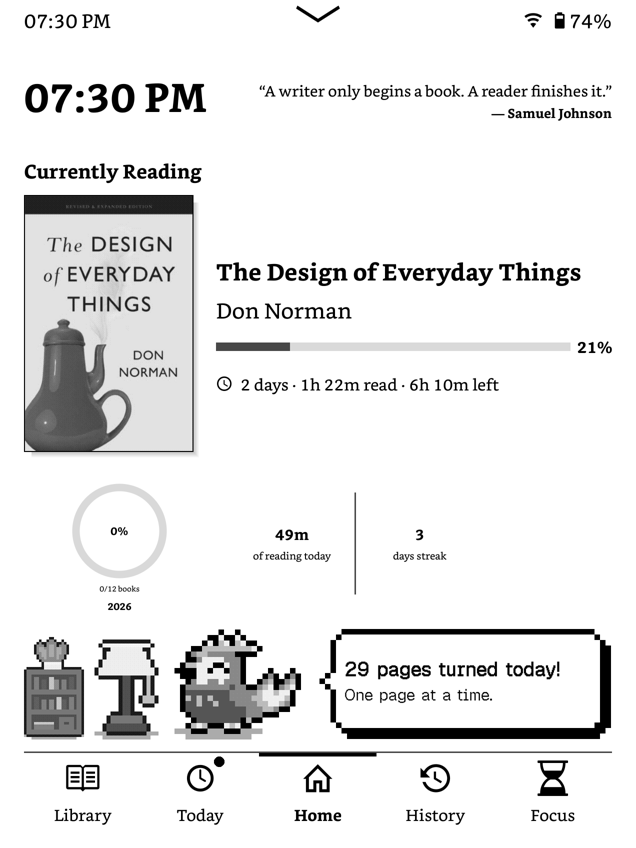 07:30 PM
74%
07:30 PM
“A writer only begins a book. A reader finishes it.”
— Samuel Johnson
Currently Reading
REVISED & EXPANDED EDITION
The DESIGN
of EVERYDAY
THINGS
DON
NORMAN
The Design of Everyday Things
Don Norman
21%
2 days · 1h 22m read · 6h 10m left
0%
0/12 books
2026
49m
of reading today
3
days streak
29 pages turned today!
One page at a time.
Library
Today
Home
History
Focus